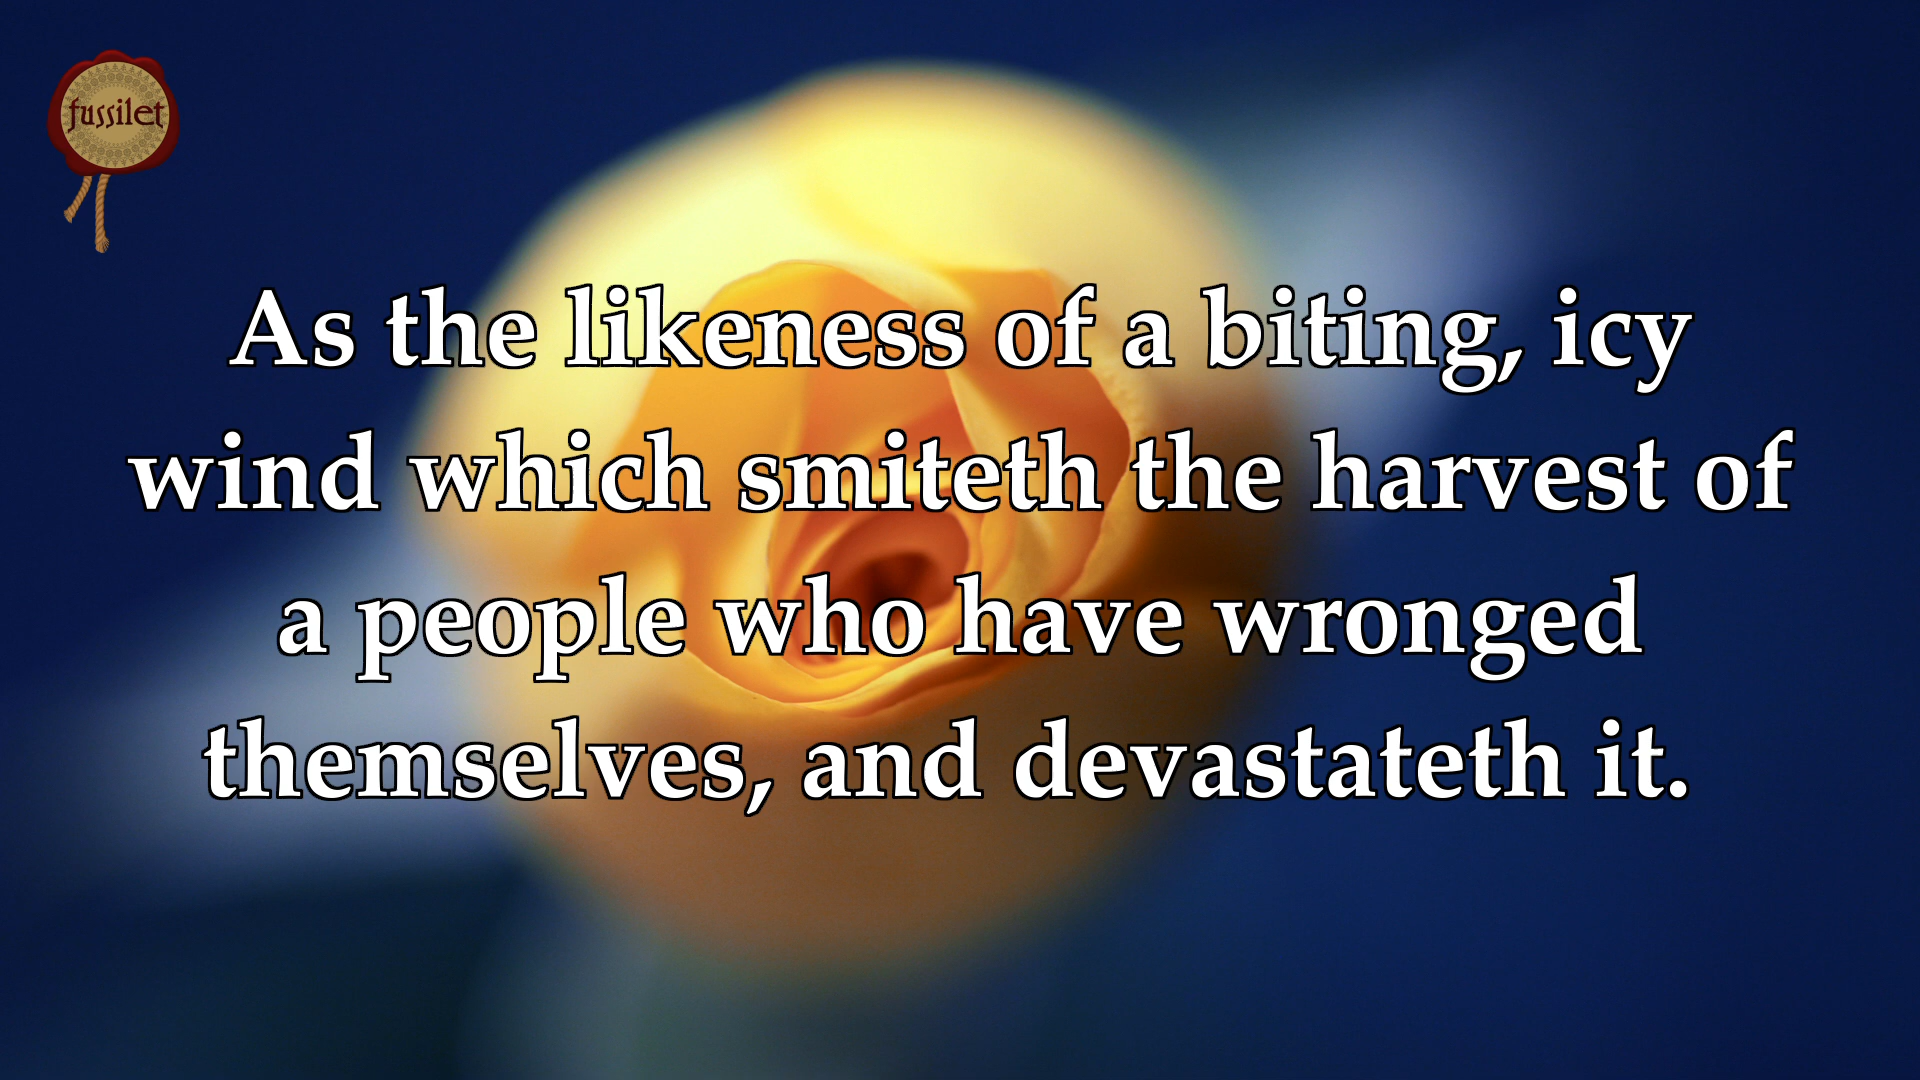 fussilet
As the likeness of a biting, icy
wind which smiteth the harvest of
a people who have wronged
themselves, and devastateth it.